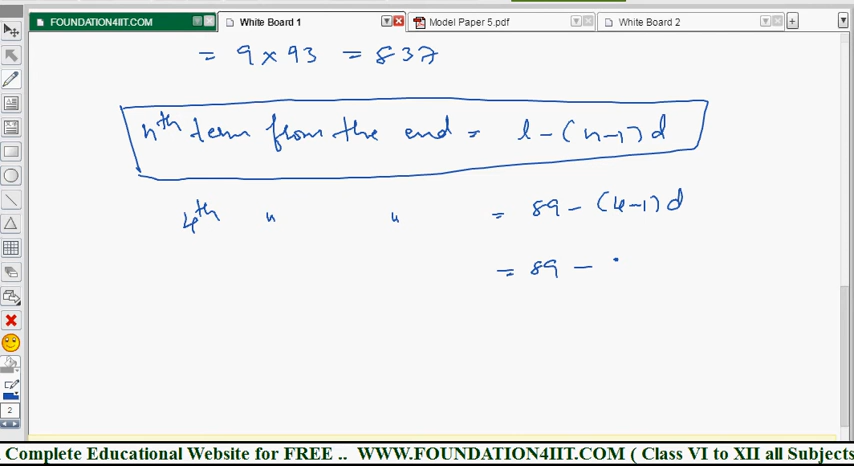 FOUNDATION4IIT.COM White Board 1 Model Paper 5.pdf White Board 2
= 9 × 93 = 837
nth term from the end = l - (n-1) d
4th " " = 89 - (4-1) d
= 89 -
2
Complete Educational Website for FREE .. WWW.FOUNDATION4IIT.COM ( Class VI to XII all Subjects